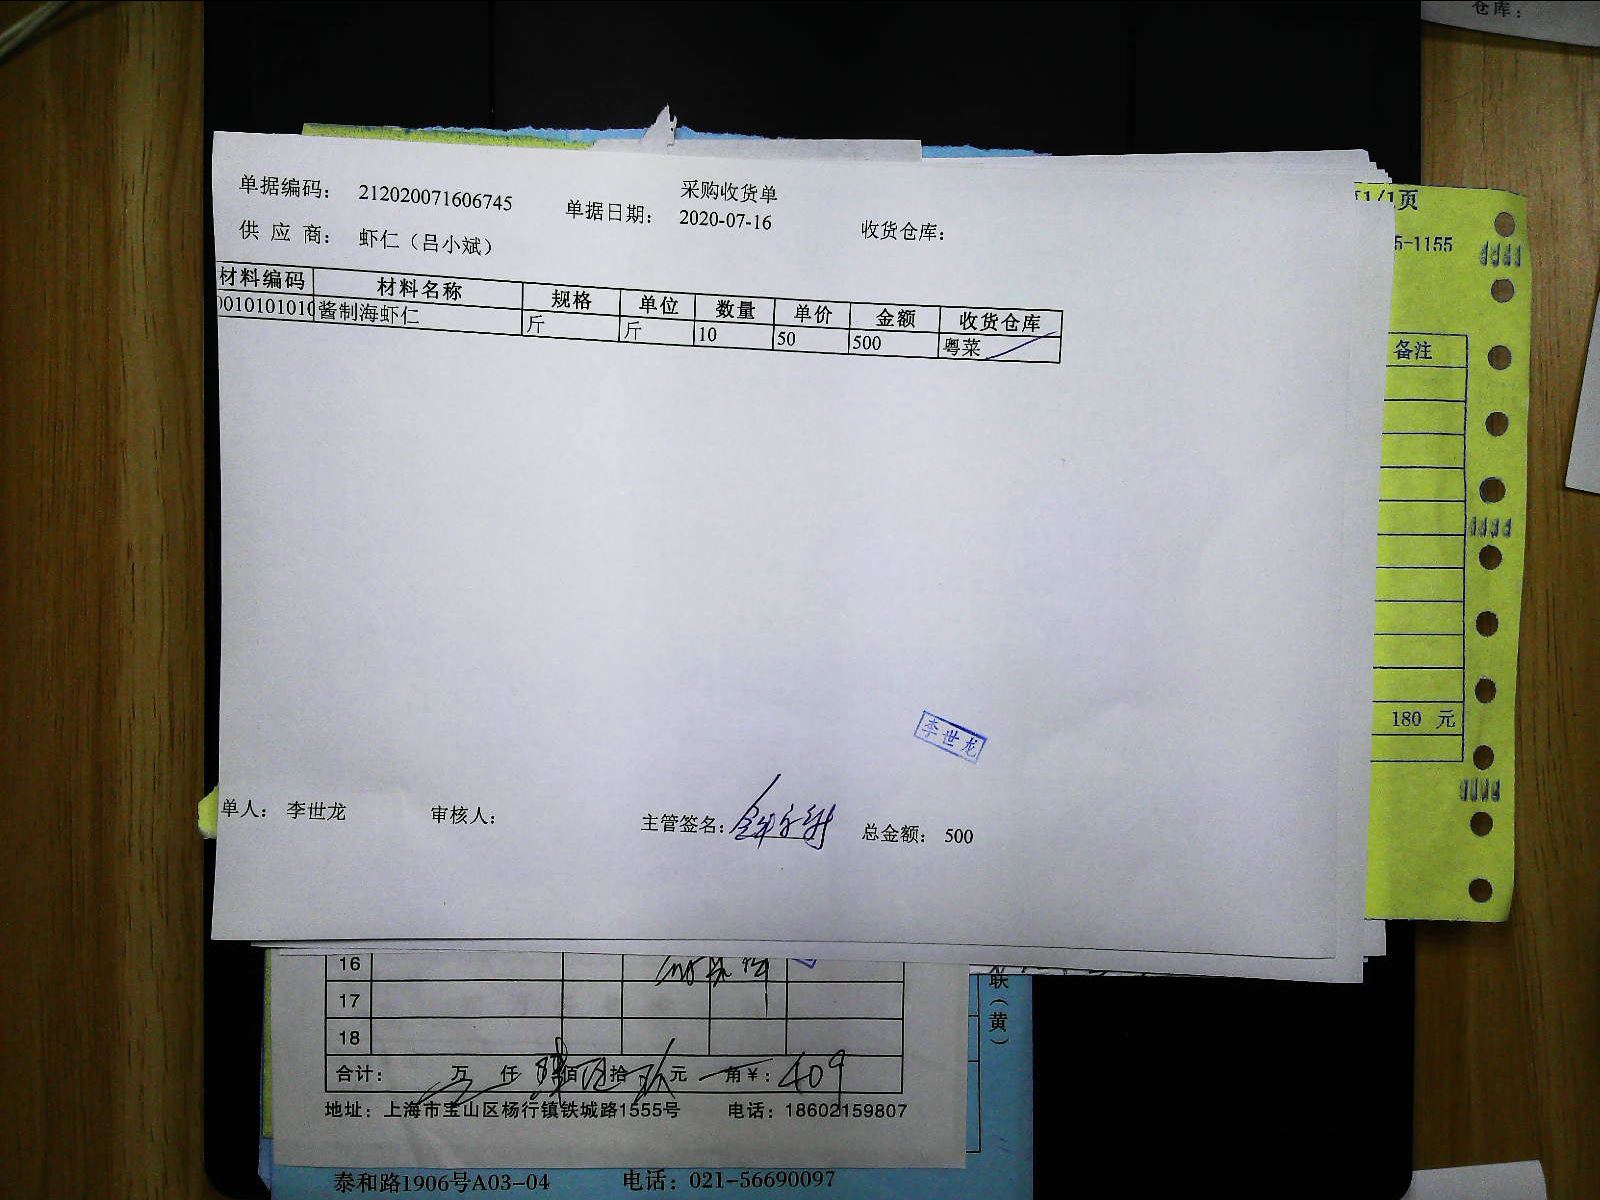 仓库：
采购收货单
单据编码： 212020071606745 单据日期： 2020-07-16 收货仓库：
供 应 商： 虾仁（吕小斌）
材料编码 材料名称 规格 单位 数量 单价 金额 收货仓库
0010101010 酱制海虾仁 斤 斤 10 50 500 粤菜
李世龙
单人： 李世龙 审核人： 主管签名： 总金额： 500
1/1页
5-1155
备注
180 元
16
17
18
合计： 万 仟 佰 拾 元 角￥： 409
地址：上海市宝山区杨行镇铁城路1555号 电话：18602159807
联（黄）
泰和路1906号A03-04 电话：021-56690097